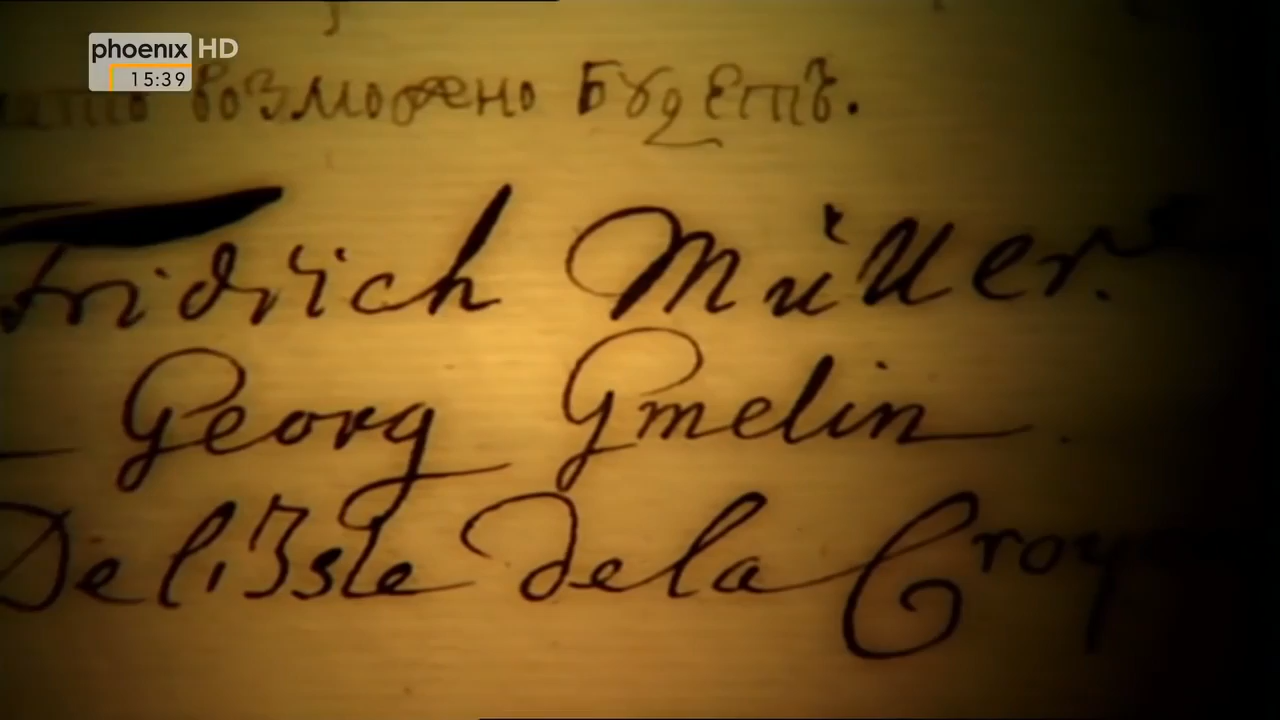 phoenix HD
15:39
возможено будетъ.
Fridrich Müller.
Georg Gmelin
Delisle dela Croy